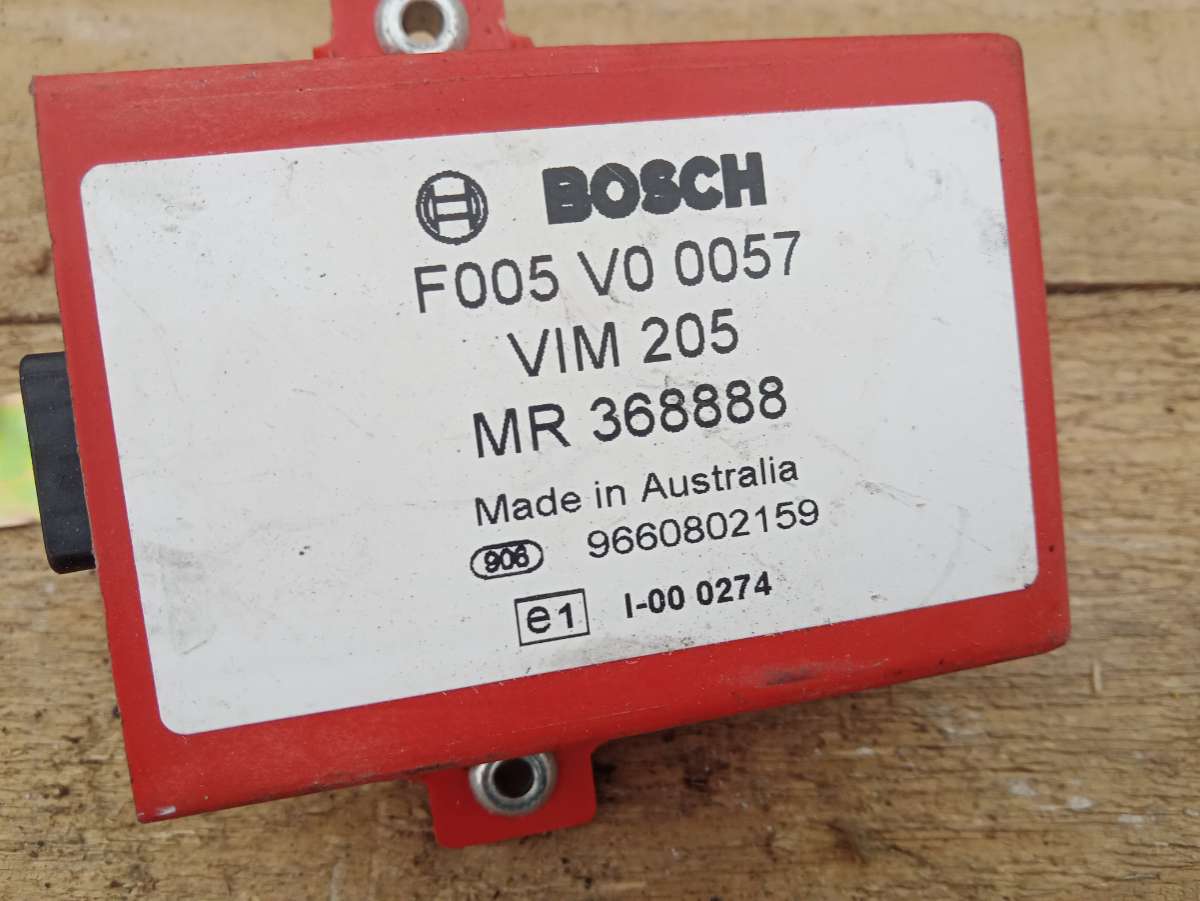 BOSCH
F005 V0 0057
VIM 205
MR 368888
Made in Australia
906 9660802159
e1 I-00 0274